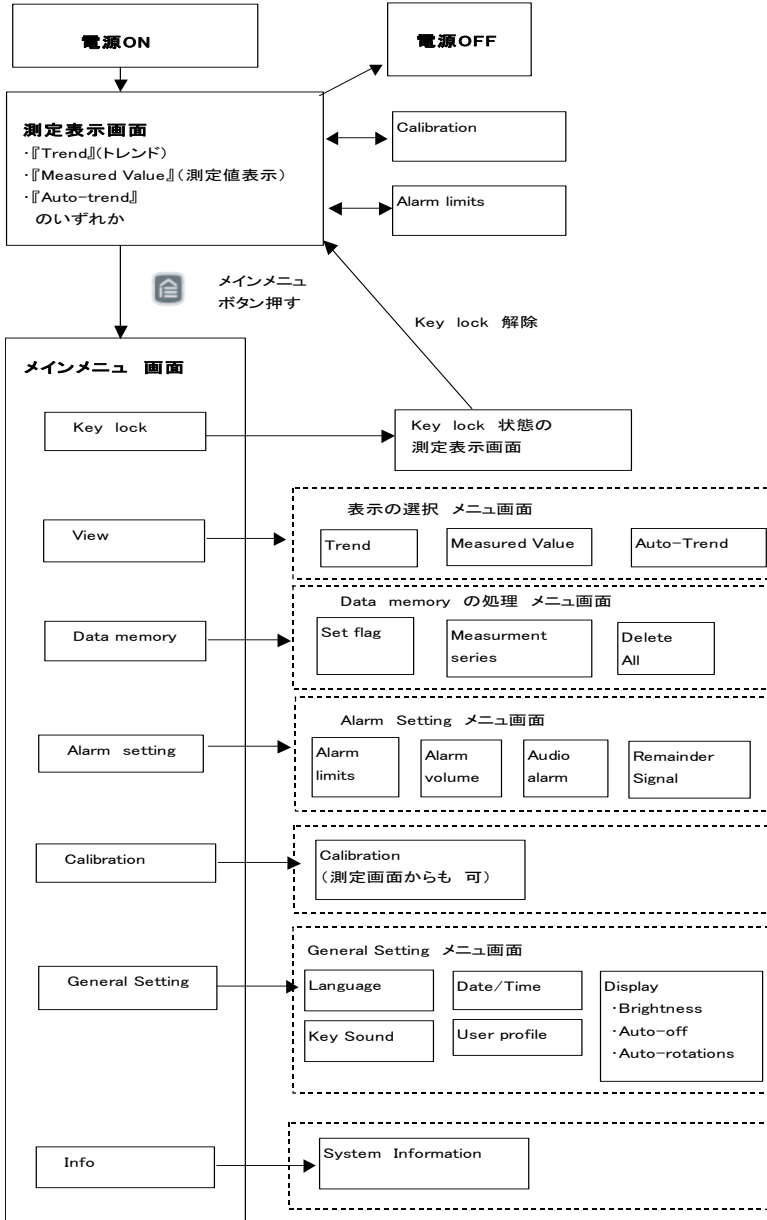 電源ON
電源OFF
測定表示画面
・『Trend』(トレンド)
・『Measured Value』(測定値表示)
・『Auto-trend』
のいずれか
Calibration
Alarm limits
メインメニュ
ボタン押す
Key lock 解除
メインメニュ 画面
Key lock
Key lock 状態の
測定表示画面
View
表示の選択 メニュ画面
Trend
Measured Value
Auto-Trend
Data memory
Data memory の処理 メニュ画面
Set flag
Measurment
series
Delete
All
Alarm setting
Alarm Setting メニュ画面
Alarm
limits
Alarm
volume
Audio
alarm
Remainder
Signal
Calibration
Calibration
(測定画面からも 可)
General Setting
General Setting メニュ画面
Language
Date/Time
Display
・Brightness
・Auto-off
・Auto-rotations
Key Sound
User profile
Info
System Information